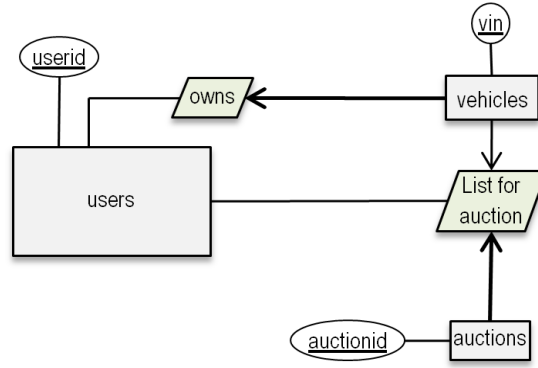 vin
userid
owns
vehicles
users
List for
auction
auctionid
auctions